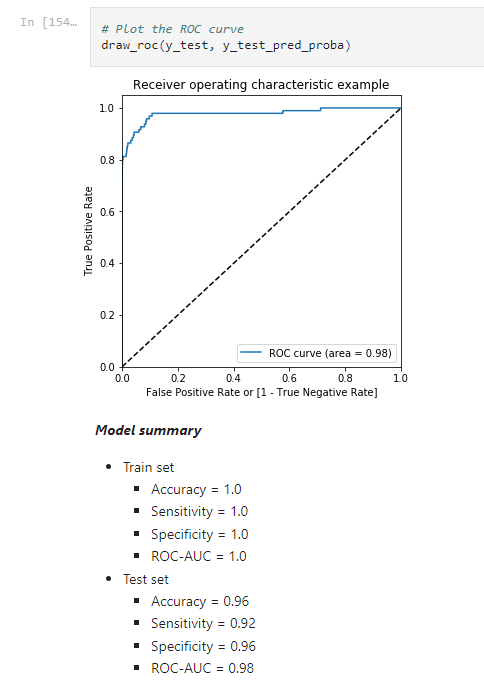 In [154…
# Plot the ROC curve
draw_roc(y_test, y_test_pred_proba)
Receiver operating characteristic example
1.0
0.8
0.6
0.4
0.2
0.0
True Positive Rate
ROC curve (area = 0.98)
0.0 0.2 0.4 0.6 0.8 1.0
False Positive Rate or [1 - True Negative Rate]
Model summary
• Train set
▪ Accuracy = 1.0
▪ Sensitivity = 1.0
▪ Specificity = 1.0
▪ ROC-AUC = 1.0
• Test set
▪ Accuracy = 0.96
▪ Sensitivity = 0.92
▪ Specificity = 0.96
▪ ROC-AUC = 0.98